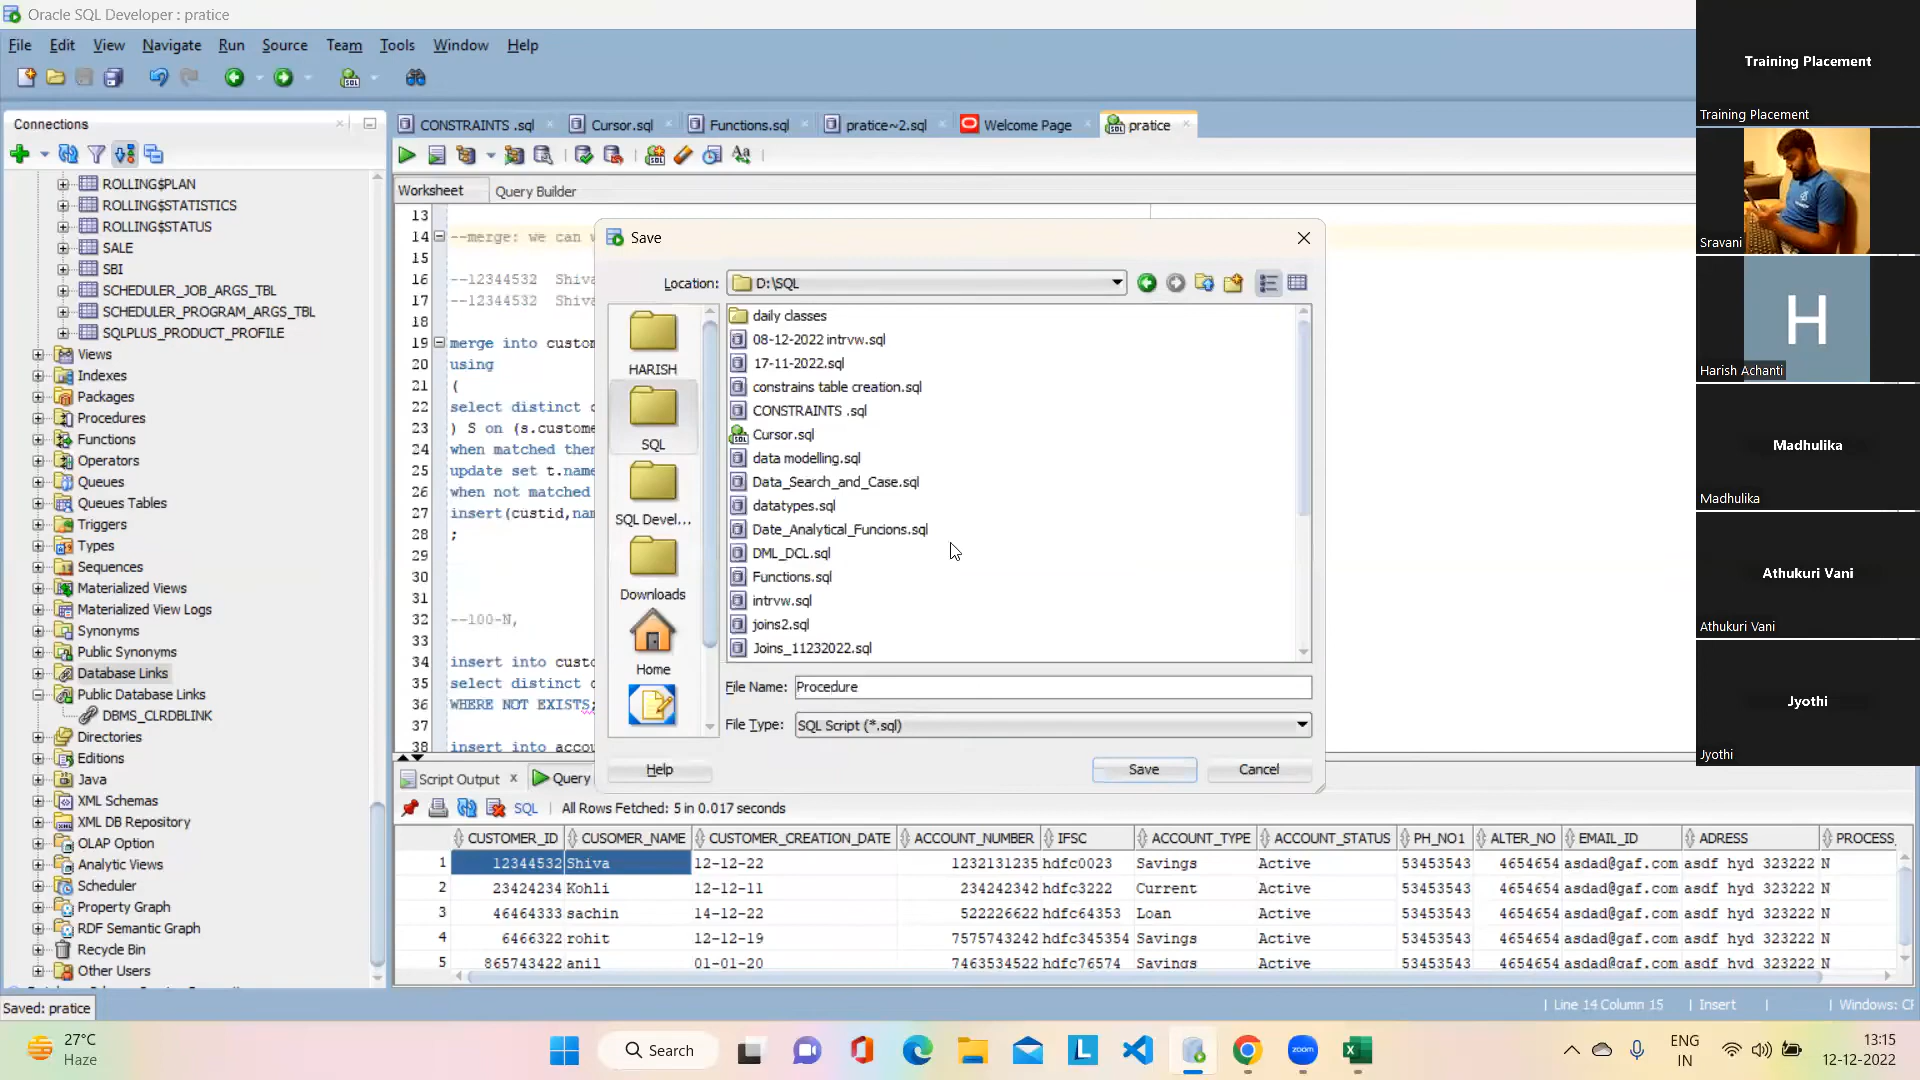 Oracle SQL Developer : pratice
File Edit View Navigate Run Source Team Tools Window Help
Connections
CONSTRAINTS .sql Cursor.sql Functions.sql pratice~2.sql Welcome Page pratice
Worksheet Query Builder
ROLLING$PLAN
ROLLING$STATISTICS
ROLLING$STATUS
SALE
SBI
SCHEDULER_JOB_ARGS_TBL
SCHEDULER_PROGRAM_ARGS_TBL
SQLPLUS_PRODUCT_PROFILE
Views
Indexes
Packages
Procedures
Functions
Operators
Queues
Queues Tables
Triggers
Types
Sequences
Materialized Views
Materialized View Logs
Synonyms
Public Synonyms
Database Links
Public Database Links
DBMS_CLRDBLINK
Directories
Editions
Java
XML Schemas
XML DB Repository
OLAP Option
Analytic Views
Scheduler
Property Graph
RDF Semantic Graph
Recycle Bin
Other Users
13
14 --merge: we can
15
16 --12344532 Shiva
17 --12344532 Shiva
18
19 merge into custom
20 using
21 (
22 select distinct
23 ) S on (s.custome
24 when matched then
25 update set t.name
26 when not matched
27 insert(custid,nam
28 ;
29
30
31
32 --100-N,
33
34 insert into custo
35 select distinct
36 WHERE NOT EXISTS;
37
38 insert into accou
Save
Location: D:\SQL
HARISH
SQL
SQL Devel...
Downloads
Home
daily classes
08-12-2022 intrvw.sql
17-11-2022.sql
constrains table creation.sql
CONSTRAINTS .sql
Cursor.sql
data modelling.sql
Data_Search_and_Case.sql
datatypes.sql
Date_Analytical_Funcions.sql
DML_DCL.sql
Functions.sql
intrvw.sql
joins2.sql
Joins_11232022.sql
File Name: Procedure
File Type: SQL Script (*.sql)
Help Save Cancel
Script Output Query
SQL All Rows Fetched: 5 in 0.017 seconds
CUSTOMER_ID CUSOMER_NAME CUSTOMER_CREATION_DATE ACCOUNT_NUMBER IFSC ACCOUNT_TYPE ACCOUNT_STATUS PH_NO1 ALTER_NO EMAIL_ID ADRESS PROCESS_
1 12344532 Shiva 12-12-22 1232131235 hdfc0023 Savings Active 53453543 4654654 asdad@gaf.com asdf hyd 323222 N
2 23424234 Kohli 12-12-11 234242342 hdfc3222 Current Active 53453543 4654654 asdad@gaf.com asdf hyd 323222 N
3 46464333 sachin 14-12-22 522226622 hdfc64353 Loan Active 53453543 4654654 asdad@gaf.com asdf hyd 323222 N
4 6466322 rohit 12-12-19 7575743242 hdfc345354 Savings Active 53453543 4654654 asdad@gaf.com asdf hyd 323222 N
5 865743422 anil 01-01-20 7463534522 hdfc76574 Savings Active 53453543 4654654 asdad@gaf.com asdf hyd 323222 N
Saved: pratice
Line 14 Column 15 Insert Windows: C
Training Placement
Training Placement
Sravani
H
Harish Achanti
Madhulika
Madhulika
Athukuri Vani
Athukuri Vani
Jyothi
Jyothi
27°C
Haze
Search
zoom
ENG
IN
13:15
12-12-2022